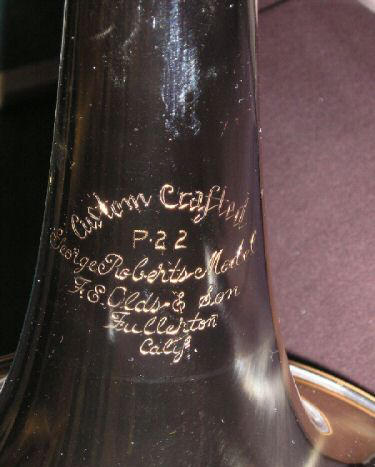 Custom Crafted
P-22
George Roberts Model
F.E. Olds & Son
Fullerton
Calif.